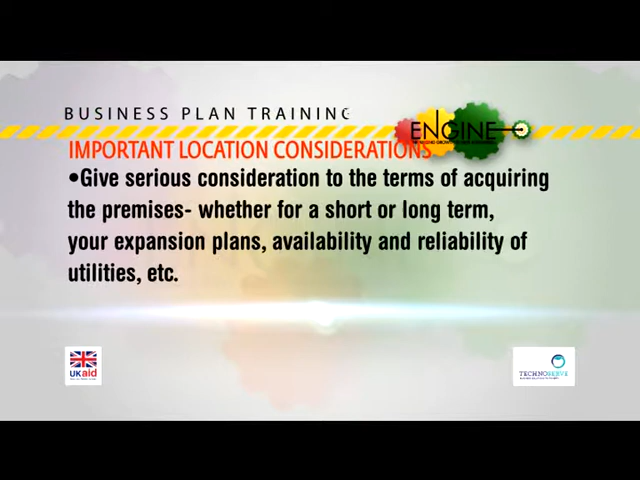 BUSINESS PLAN TRAINING
ENGINE
IMPORTANT LOCATION CONSIDERATIONS
•Give serious consideration to the terms of acquiring
the premises- whether for a short or long term,
your expansion plans, availability and reliability of
utilities, etc.
UKaid
TECHNOSERVE